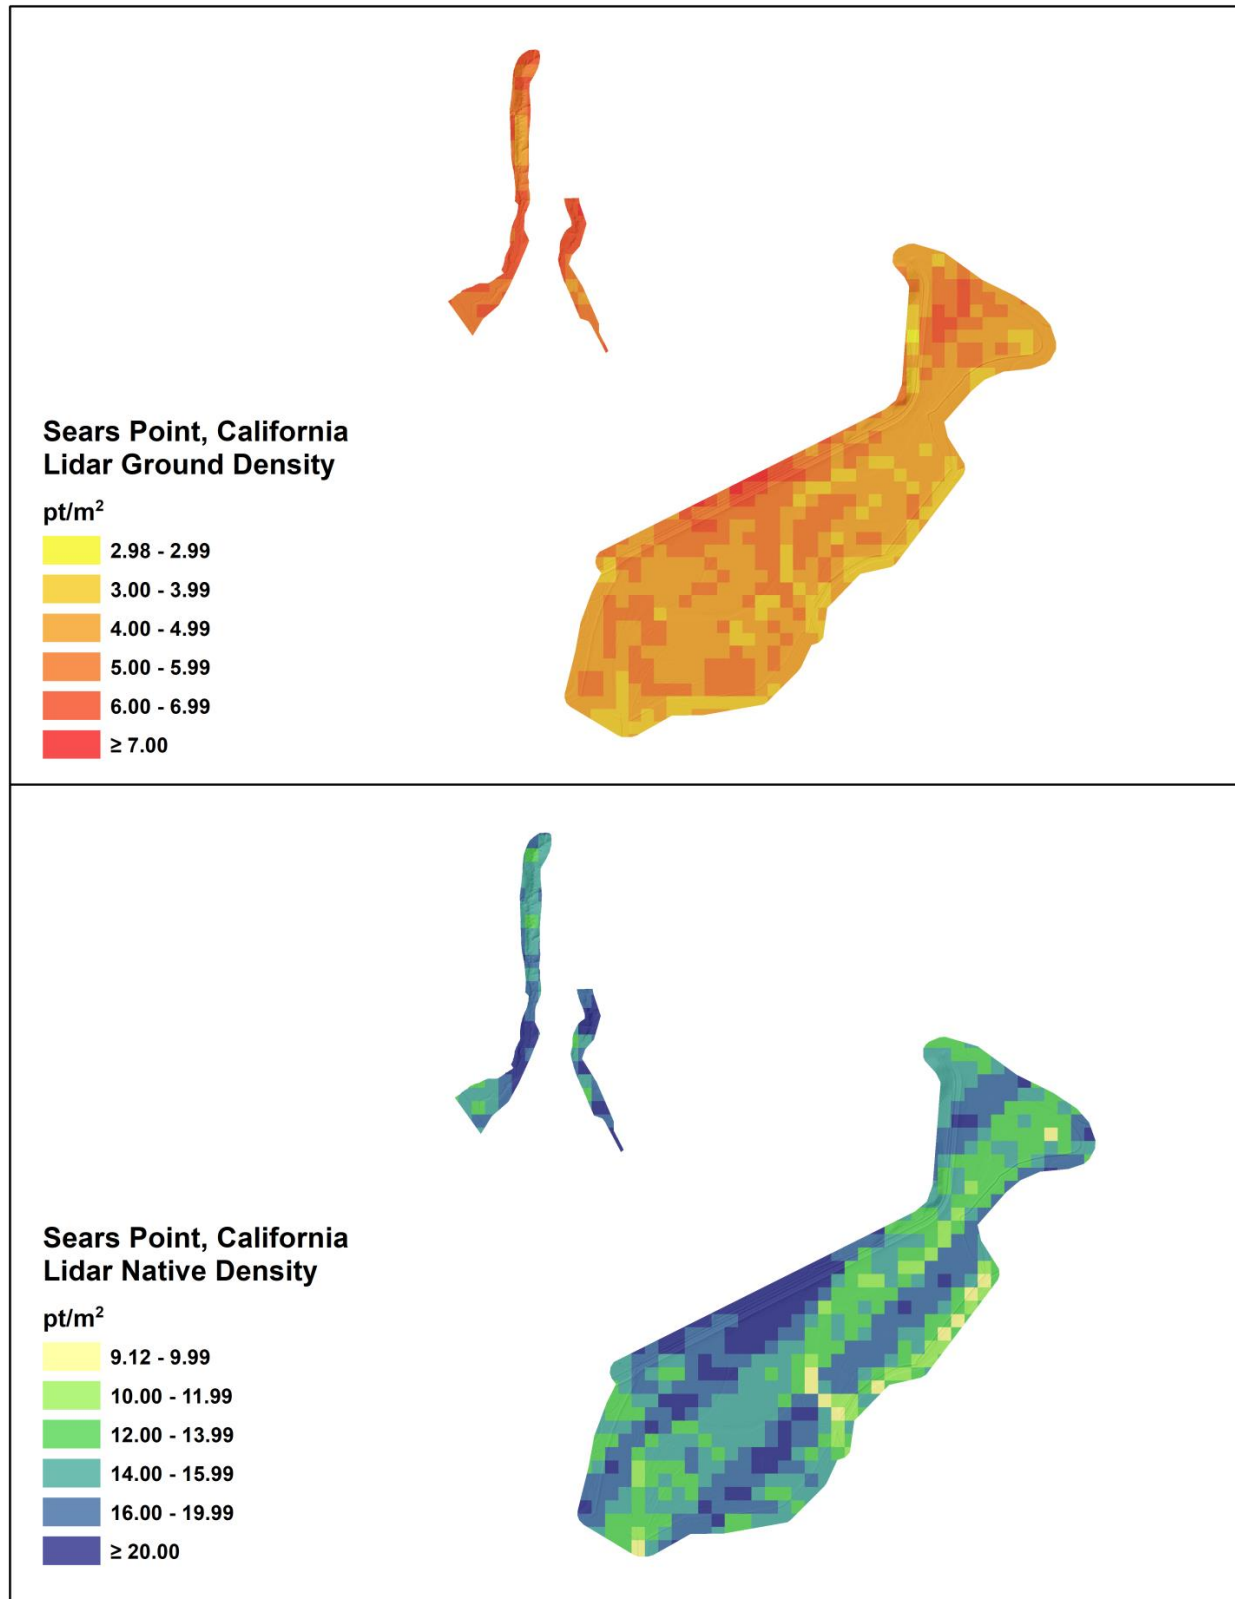 Sears Point, California
Lidar Ground Density
pt/m²
2.98 - 2.99
3.00 - 3.99
4.00 - 4.99
5.00 - 5.99
6.00 - 6.99
≥ 7.00
Sears Point, California
Lidar Native Density
pt/m²
9.12 - 9.99
10.00 - 11.99
12.00 - 13.99
14.00 - 15.99
16.00 - 19.99
≥ 20.00